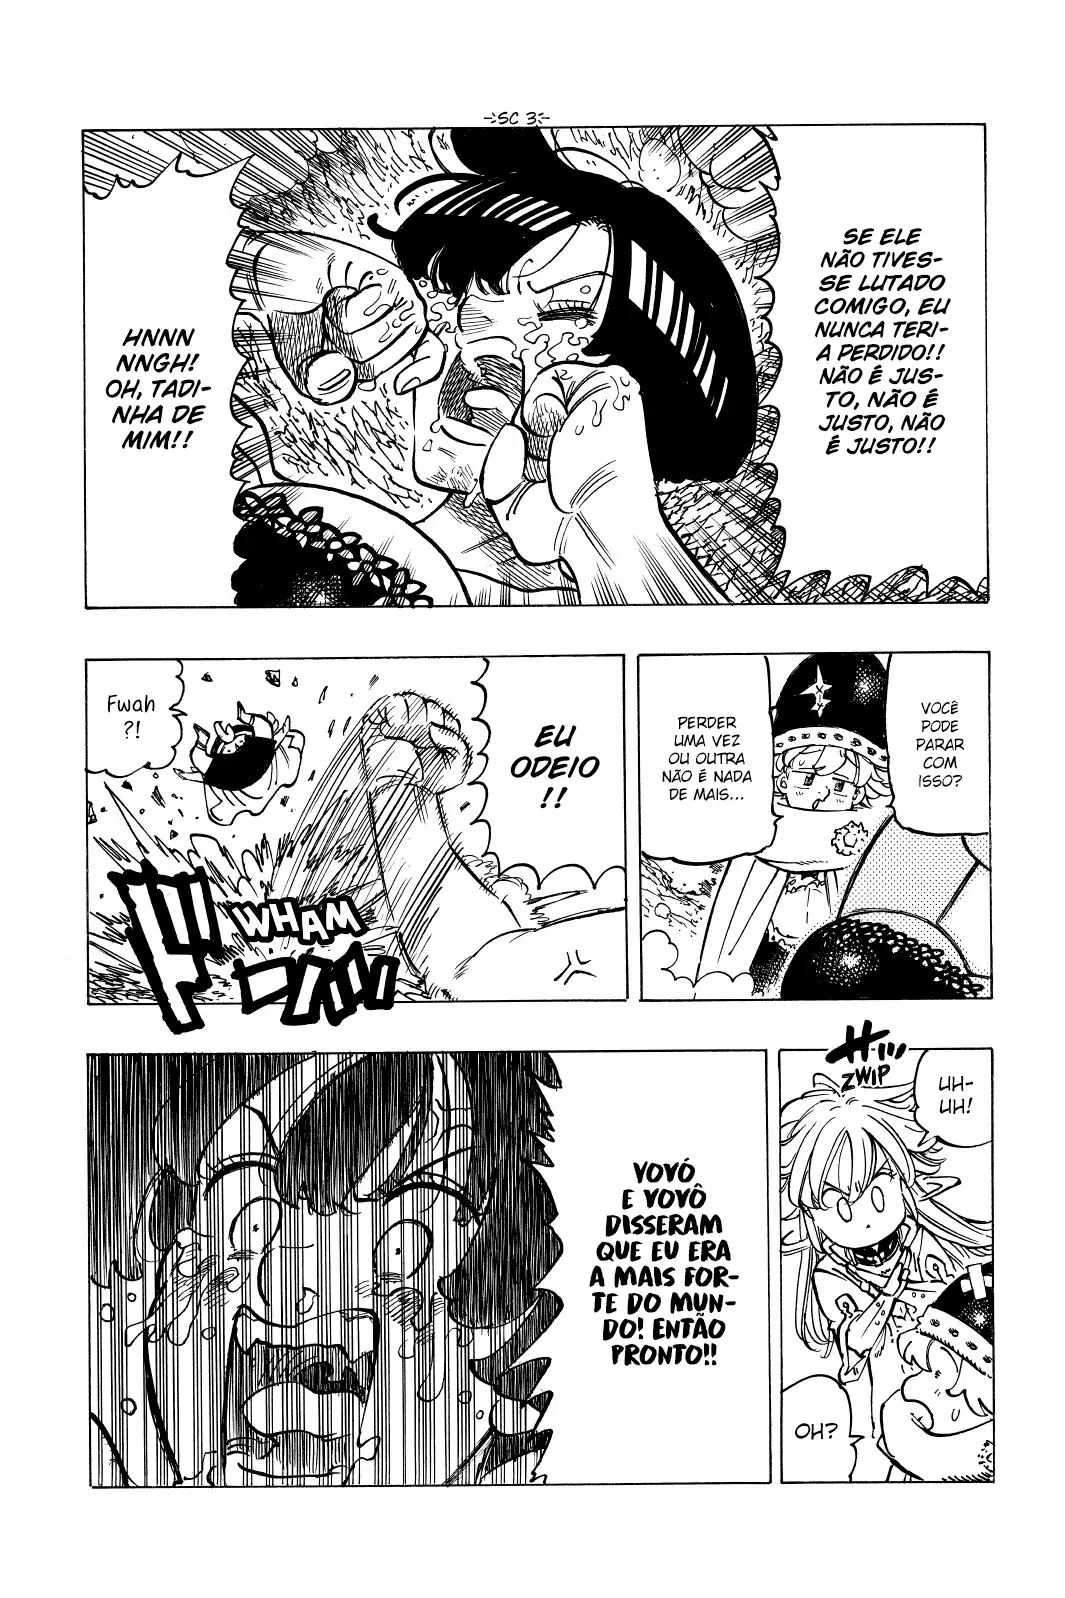 SC 3
SE ELE
NÃO TIVES-
SE LUTADO
COMIGO, EU
NUNCA TERI-
A PERDIDO!!
NÃO É JUS-
TO, NÃO É
JUSTO, NÃO
É JUSTO!!
HNNN
NNGH!
OH, TADI-
NHA DE
MIM!!
VOCÊ
PODE
PARAR
COM
ISSO?
PERDER
UMA VEZ
OU OUTRA
NÃO É NADA
DE MAIS...
EU
ODEIO
!!
Fwah
?!
WHAM
ZWIP
UH-
UH!
OH?
VOVÓ
E VOVÔ
DISSERAM
QUE EU ERA
A MAIS FOR-
TE DO MUN-
DO! ENTÃO
PRONTO!!